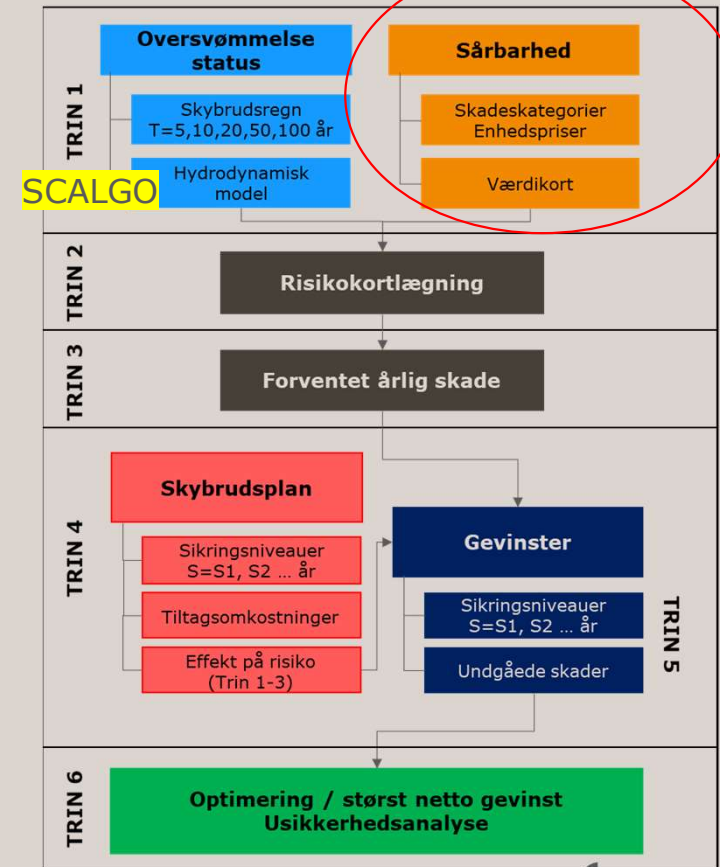 TRIN 1
Oversvømmelse
status
Skybrudsregn
T=5,10,20,50,100 år
SCALGO
Hydrodynamisk
model
Sårbarhed
Skadeskategorier
Enhedspriser
Værdikort
TRIN 2
Risikokortlægning
TRIN 3
Forventet årlig skade
TRIN 4
Skybrudsplan
Sikringsniveauer
S=S1, S2 ... år
Tiltagsomkostninger
Effekt på risiko
(Trin 1-3)
Gevinster
Sikringsniveauer
S=S1, S2 ... år
Undgåede skader
TRIN 5
TRIN 6
Optimering / størst netto gevinst
Usikkerhedsanalyse